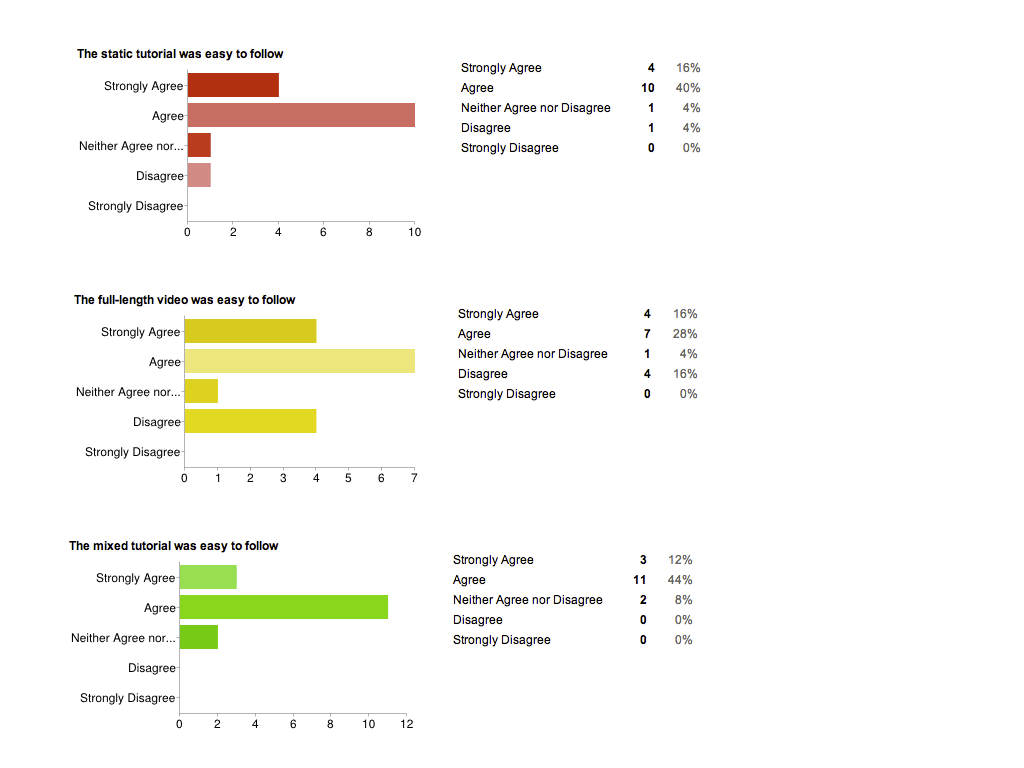 The static tutorial was easy to follow
Strongly Agree
Agree
Neither Agree nor...
Disagree
Strongly Disagree
0 2 4 6 8 10
Strongly Agree 4 16%
Agree 10 40%
Neither Agree nor Disagree 1 4%
Disagree 1 4%
Strongly Disagree 0 0%
The full-length video was easy to follow
Strongly Agree
Agree
Neither Agree nor...
Disagree
Strongly Disagree
0 1 2 3 4 5 6 7
Strongly Agree 4 16%
Agree 7 28%
Neither Agree nor Disagree 1 4%
Disagree 4 16%
Strongly Disagree 0 0%
The mixed tutorial was easy to follow
Strongly Agree
Agree
Neither Agree nor...
Disagree
Strongly Disagree
0 2 4 6 8 10 12
Strongly Agree 3 12%
Agree 11 44%
Neither Agree nor Disagree 2 8%
Disagree 0 0%
Strongly Disagree 0 0%